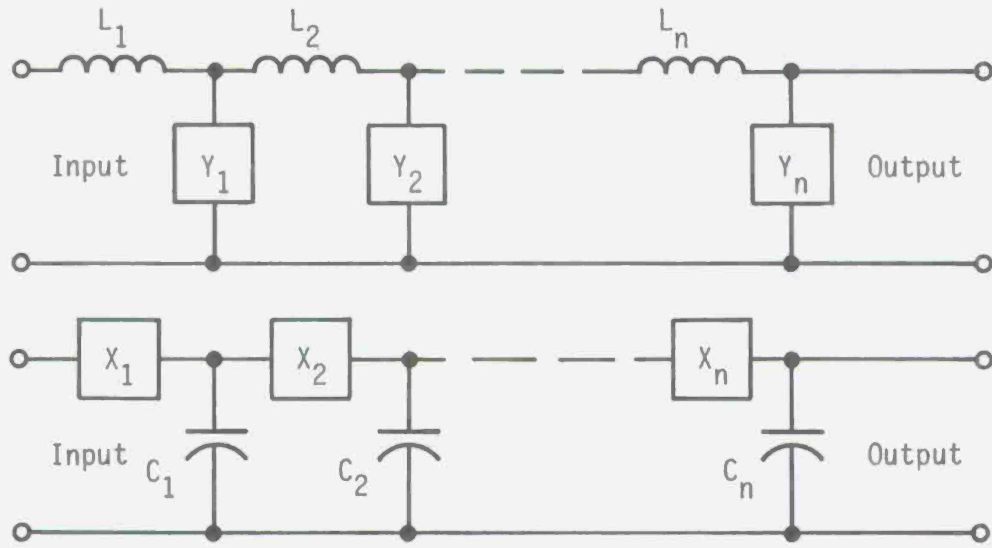 L1 L2 Ln
Input Y1 Y2 Yn Output
X1 X2 Xn
Input C1 C2 Cn Output